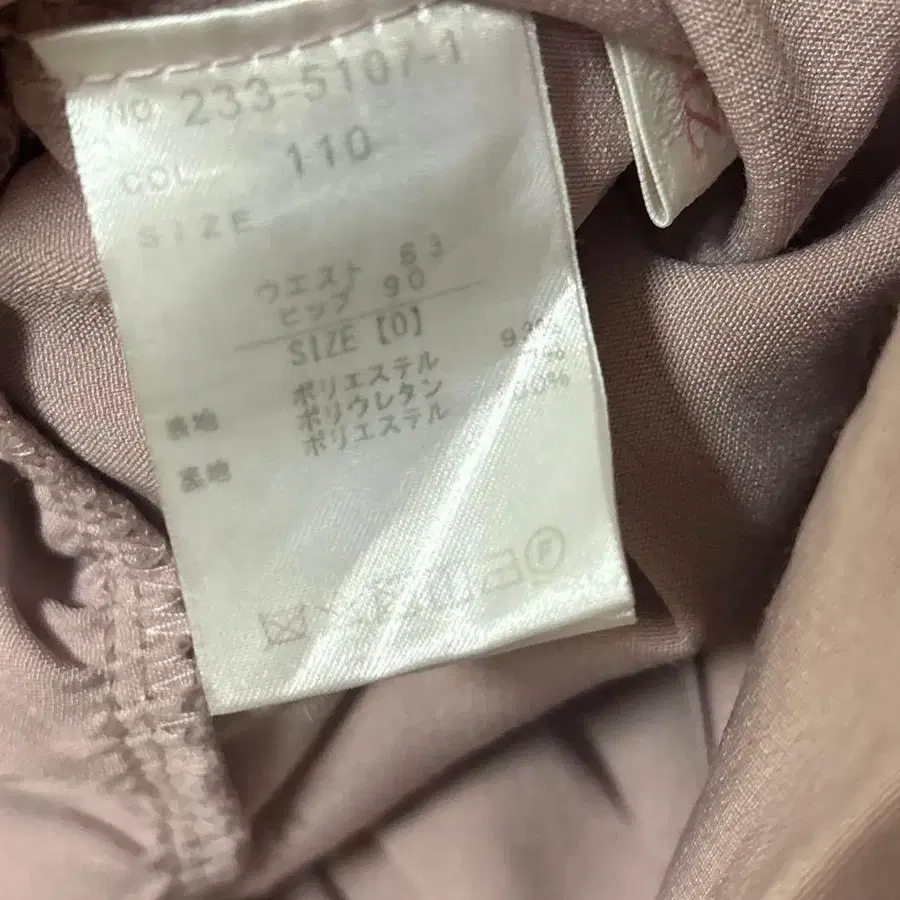 NO 233-5107-1
COL 110
SIZE
ウエスト 63
ヒップ 90
SIZE【0】
表地 ポリエステル
ポリウレタン
裏地 ポリエステル
F